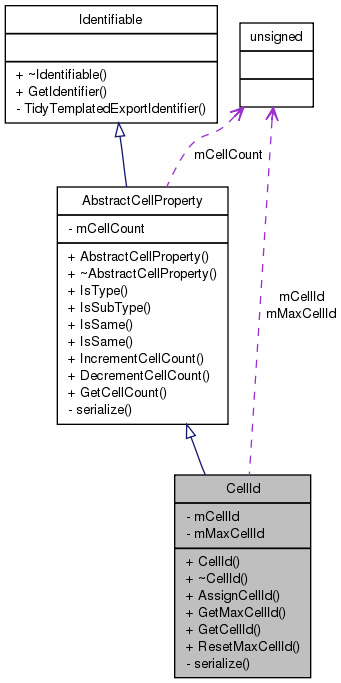 Identifiable
+ ~Identifiable()
+ GetIdentifier()
- TidyTemplatedExportIdentifier()
unsigned
mCellCount
AbstractCellProperty
- mCellCount
+ AbstractCellProperty()
+ ~AbstractCellProperty()
+ IsType()
+ IsSubType()
+ IsSame()
+ IsSame()
+ IncrementCellCount()
+ DecrementCellCount()
+ GetCellCount()
- serialize()
mCellId
mMaxCellId
CellId
- mCellId
- mMaxCellId
+ CellId()
+ ~CellId()
+ AssignCellId()
+ GetMaxCellId()
+ GetCellId()
+ ResetMaxCellId()
- serialize()